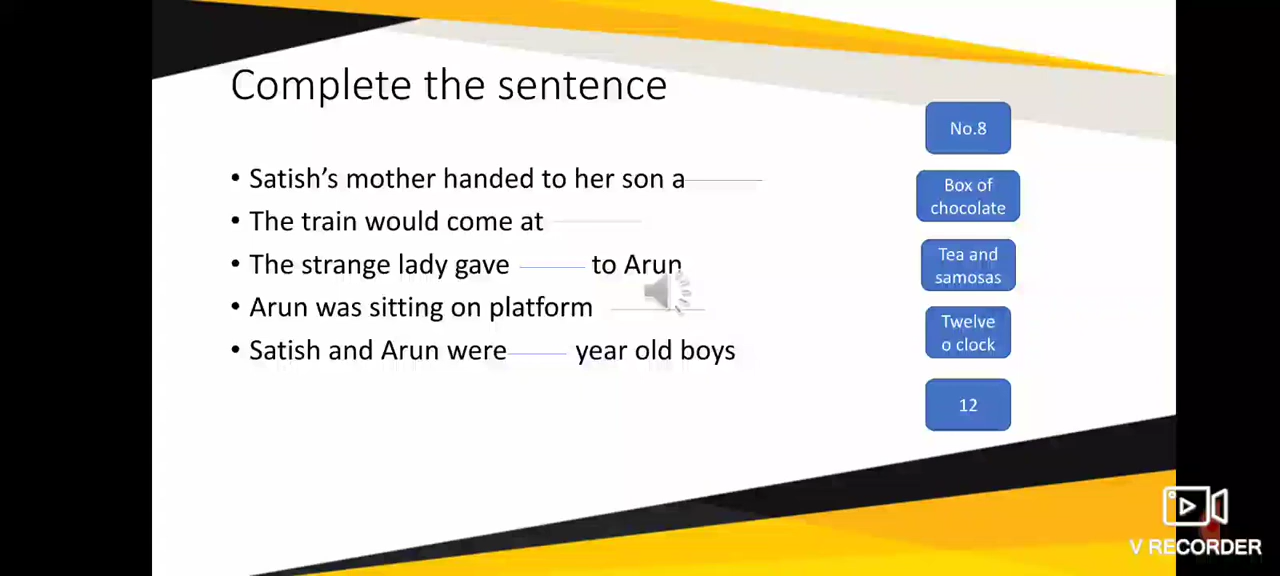 Complete the sentence
• Satish's mother handed to her son a
• The train would come at
• The strange lady gave to Arun
• Arun was sitting on platform
• Satish and Arun were year old boys
No.8
Box of
chocolate
Tea and
samosas
Twelve
o clock
12
V RECORDER